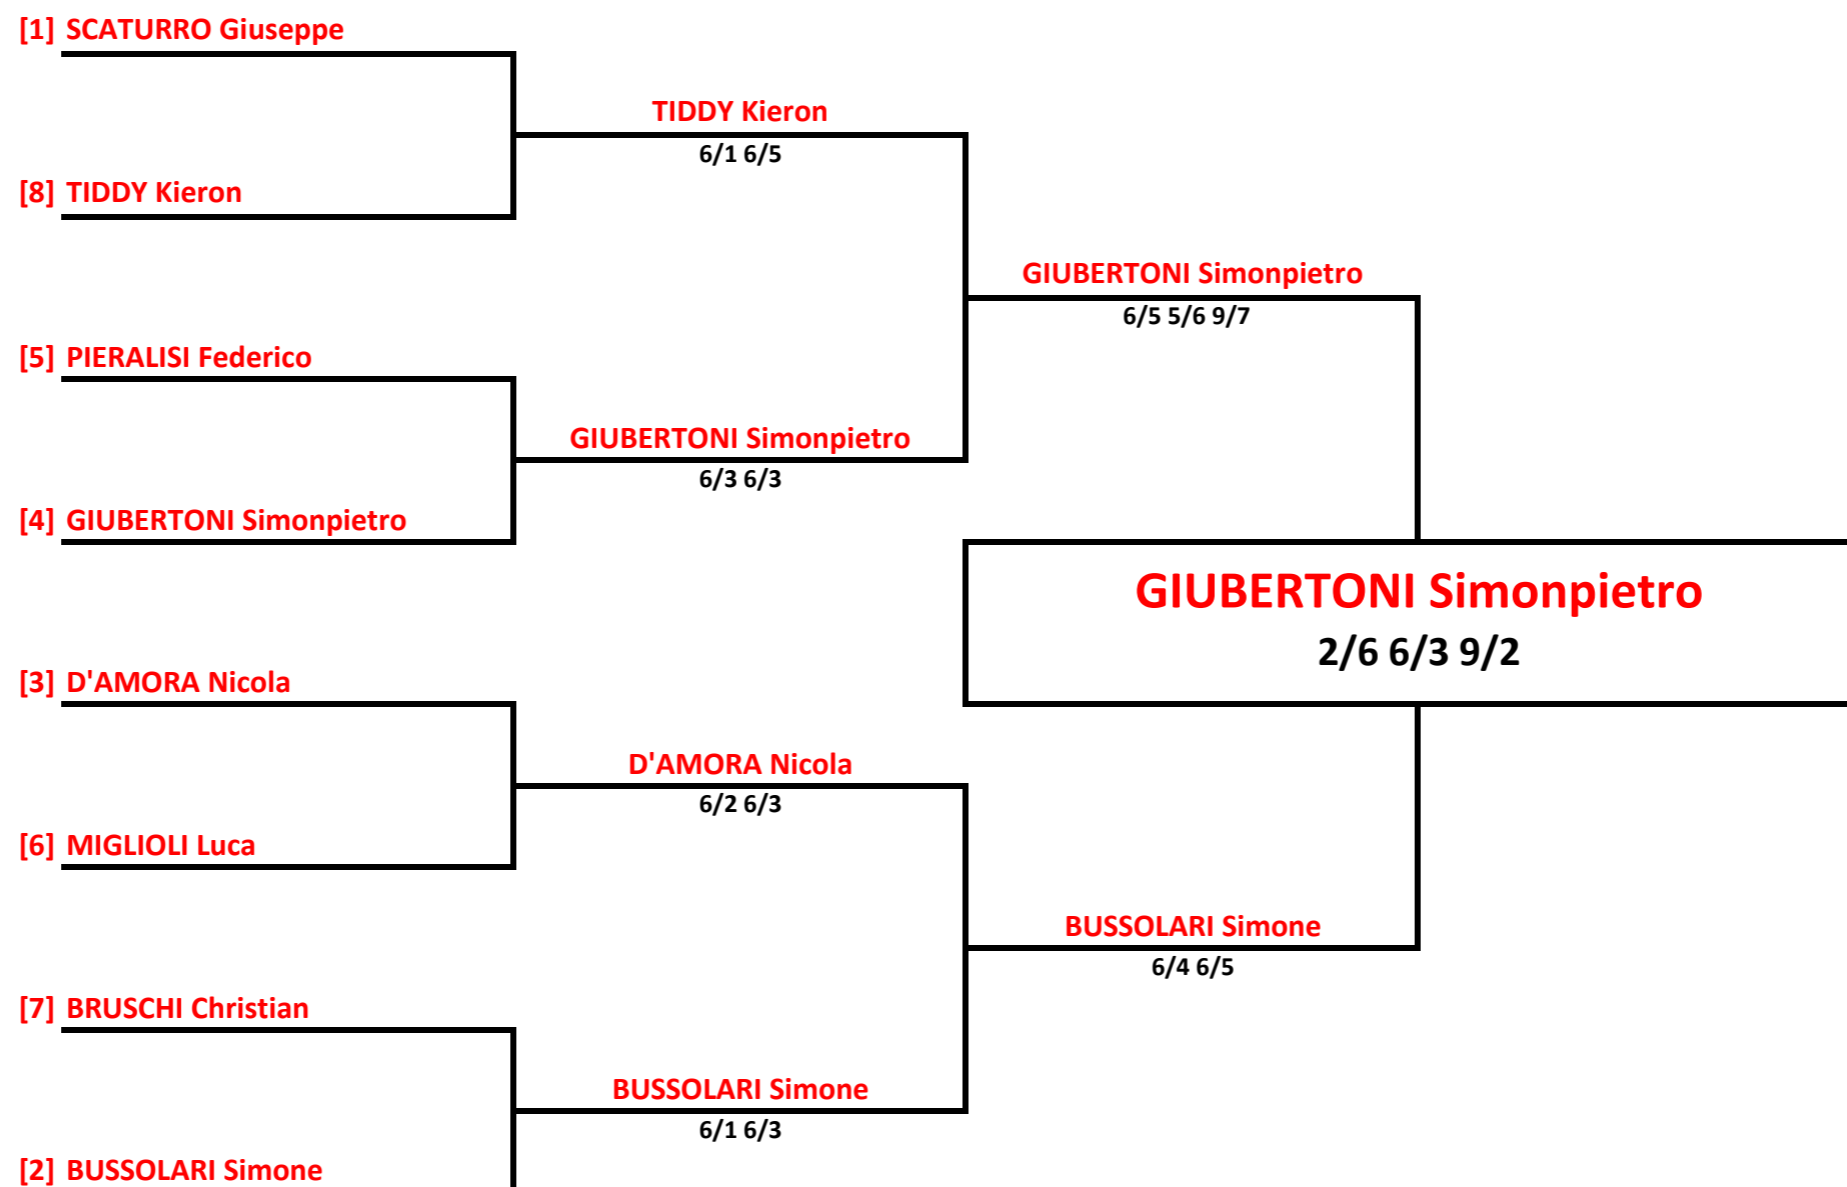 [1] SCATURRO Giuseppe
TIDDY Kieron
6/1 6/5
[8] TIDDY Kieron
GIUBERTONI Simonpietro
6/5 5/6 9/7
[5] PIERALISI Federico
GIUBERTONI Simonpietro
6/3 6/3
[4] GIUBERTONI Simonpietro
GIUBERTONI Simonpietro
2/6 6/3 9/2
[3] D'AMORA Nicola
D'AMORA Nicola
6/2 6/3
[6] MIGLIOLI Luca
BUSSOLARI Simone
6/4 6/5
[7] BRUSCHI Christian
BUSSOLARI Simone
6/1 6/3
[2] BUSSOLARI Simone